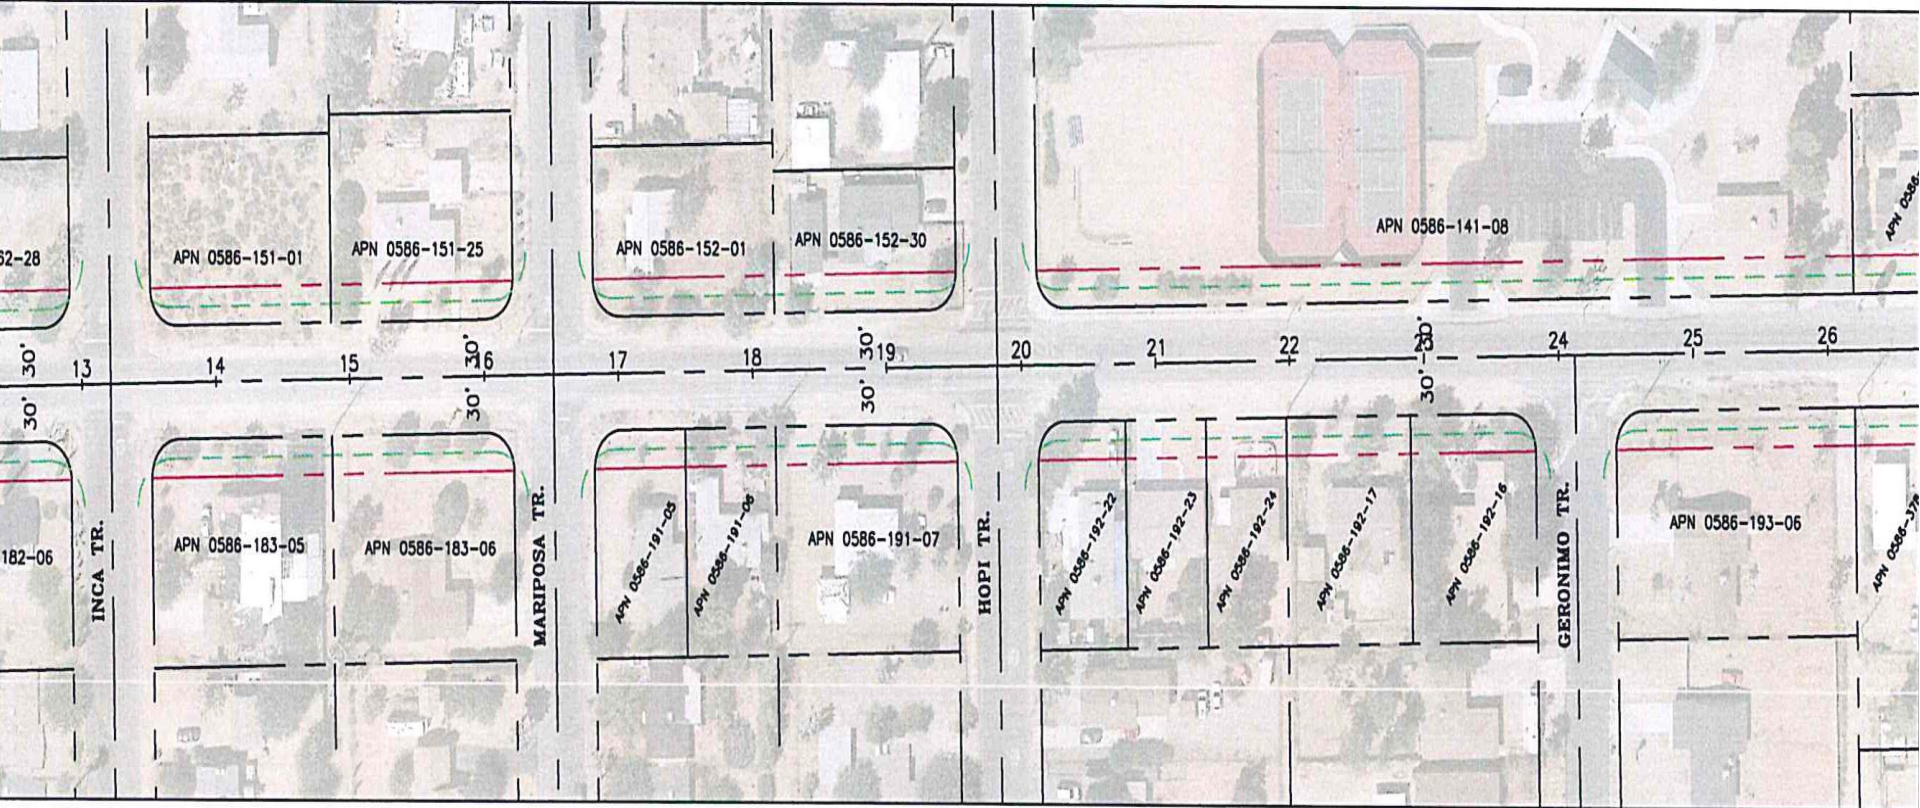 62-28
APN 0586-151-01
APN 0586-151-25
APN 0586-152-01
APN 0586-152-30
APN 0586-141-08
APN 0586-
30'
30'
30'
30'
13
14
15
16
17
18
19
20
21
22
23
24
25
26
30'
30'
30'
30'
182-06
INCA TR.
APN 0586-183-05
APN 0586-183-06
MARIPOSA TR.
APN 0586-191-05
APN 0586-191-06
APN 0586-191-07
HOPI TR.
APN 0586-192-22
APN 0586-192-23
APN 0586-192-24
APN 0586-192-17
APN 0586-192-16
GERONIMO TR.
APN 0586-193-06
APN 0586-378